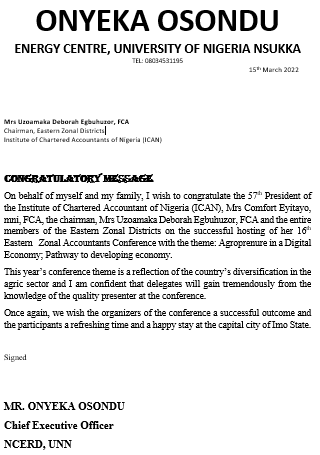 ONYEKA OSONDU
ENERGY CENTRE, UNIVERSITY OF NIGERIA NSUKKA
TEL: 08034531195
15th March 2022
Mrs Uzoamaka Deborah Egbuhuzor, FCA
Chairman, Eastern Zonal Districts
Institute of Chartered Accountants of Nigeria (ICAN)
CONGRATULATORY MESSAGE
On behalf of myself and my family, I wish to congratulate the 57th President of
the Institute of Chartered Accountant of Nigeria (ICAN), Mrs Comfort Eyitayo,
mni, FCA, the chairman, Mrs Uzoamaka Deborah Egbuhuzor, FCA and the entire
members of the Eastern Zonal Districts on the successful hosting of her 16th
Eastern Zonal Accountants Conference with the theme: Agroprenure in a Digital
Economy; Pathway to developing economy.
This year's conference theme is a reflection of the country's diversification in the
agric sector and I am confident that delegates will gain tremendously from the
knowledge of the quality presenter at the conference.
Once again, we wish the organizers of the conference a successful outcome and
the participants a refreshing time and a happy stay at the capital city of Imo State.
Signed
MR. ONYEKA OSONDU
Chief Executive Officer
NCERD, UNN